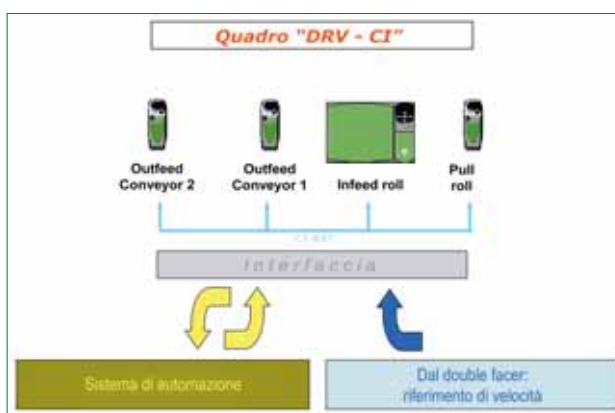 Quadro "DRV - CI"
Outfeed Conveyor 2
Outfeed Conveyor 1
Infeed roll
Pull roll
Interfaccia
Sistema di automazione
Dal double facer:
riferimento di velocità